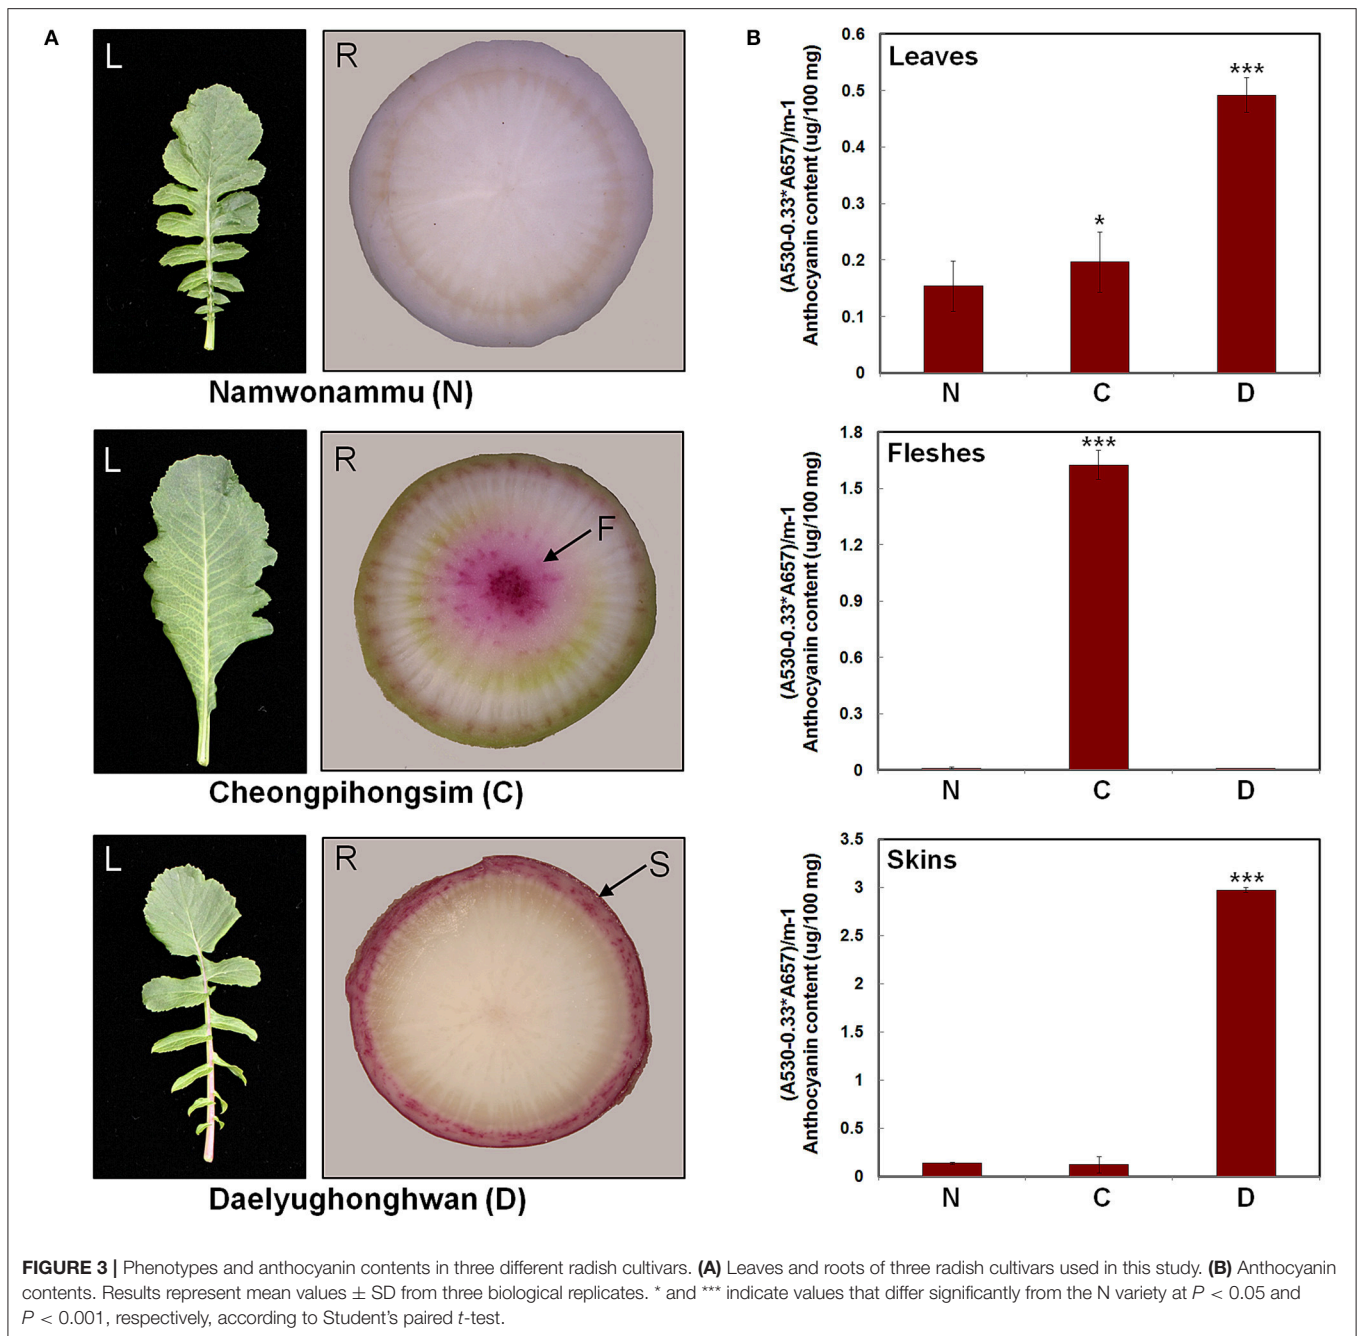 A
L
R
Namwonammu (N)
L
R
F
Cheongpihongsim (C)
L
R
S
Daelyughonghwan (D)
B
Leaves
(A530-0.33*A657)/m-1
Anthocyanin content (ug/100 mg)
0.6
0.5
0.4
0.3
0.2
0.1
0
*
***
N C D
Fleshes
(A530-0.33*A657)/m-1
Anthocyanin content (ug/100 mg)
1.8
1.5
1.2
0.9
0.6
0.3
0
***
N C D
Skins
(A530-0.33*A657)/m-1
Anthocyanin content (ug/100 mg)
3.5
3
2.5
2
1.5
1
0.5
0
***
N C D
FIGURE 3 | Phenotypes and anthocyanin contents in three different radish cultivars. (A) Leaves and roots of three radish cultivars used in this study. (B) Anthocyanin
contents. Results represent mean values ± SD from three biological replicates. * and *** indicate values that differ significantly from the N variety at P < 0.05 and
P < 0.001, respectively, according to Student's paired t-test.